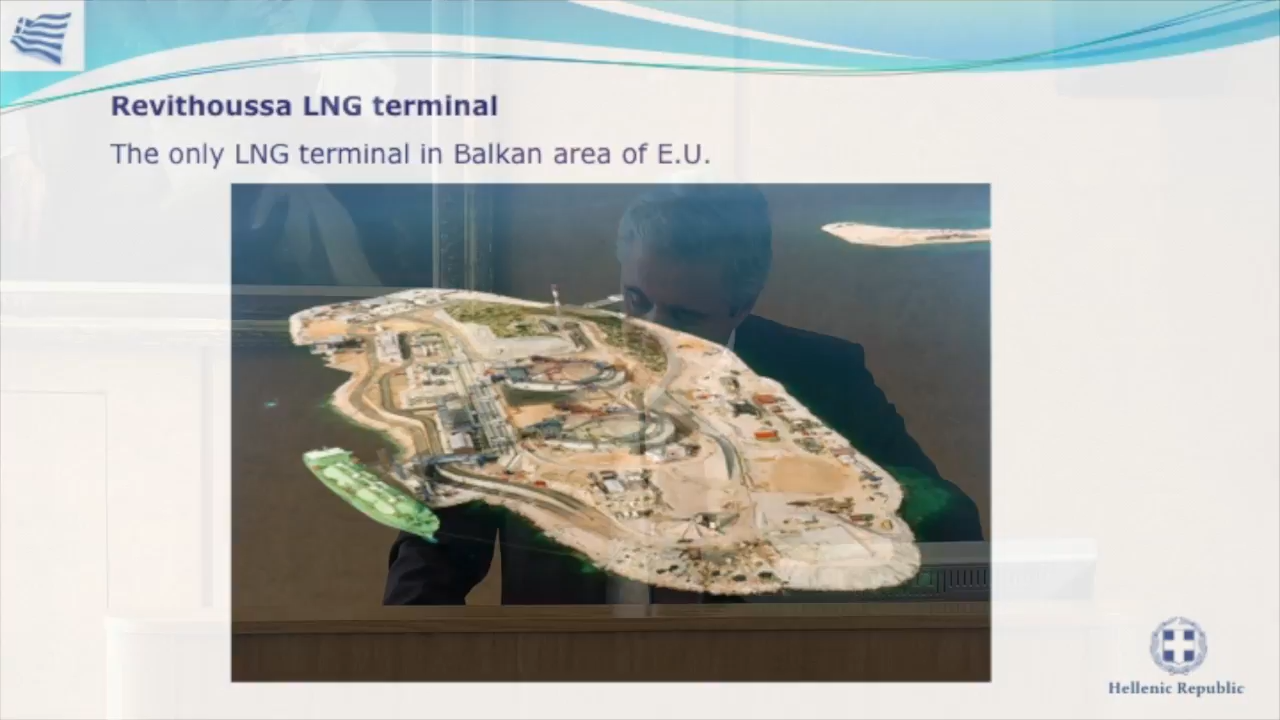 Revithoussa LNG terminal
The only LNG terminal in Balkan area of E.U.
Hellenic Republic